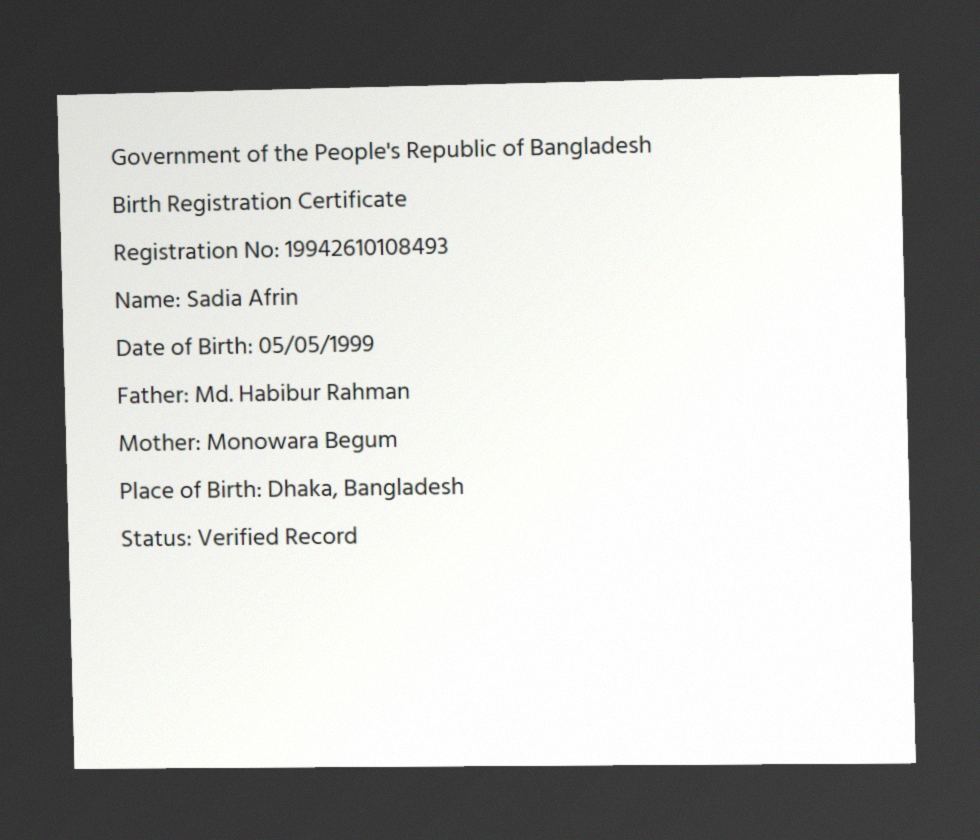 Government of the People's Republic of Bangladesh
Birth Registration Certificate
Registration No: 19942610108493
Name: Sadia Afrin
Date of Birth: 05/05/1999
Father: Md. Habibur Rahman
Mother: Monowara Begum
Place of Birth: Dhaka, Bangladesh
Status: Verified Record